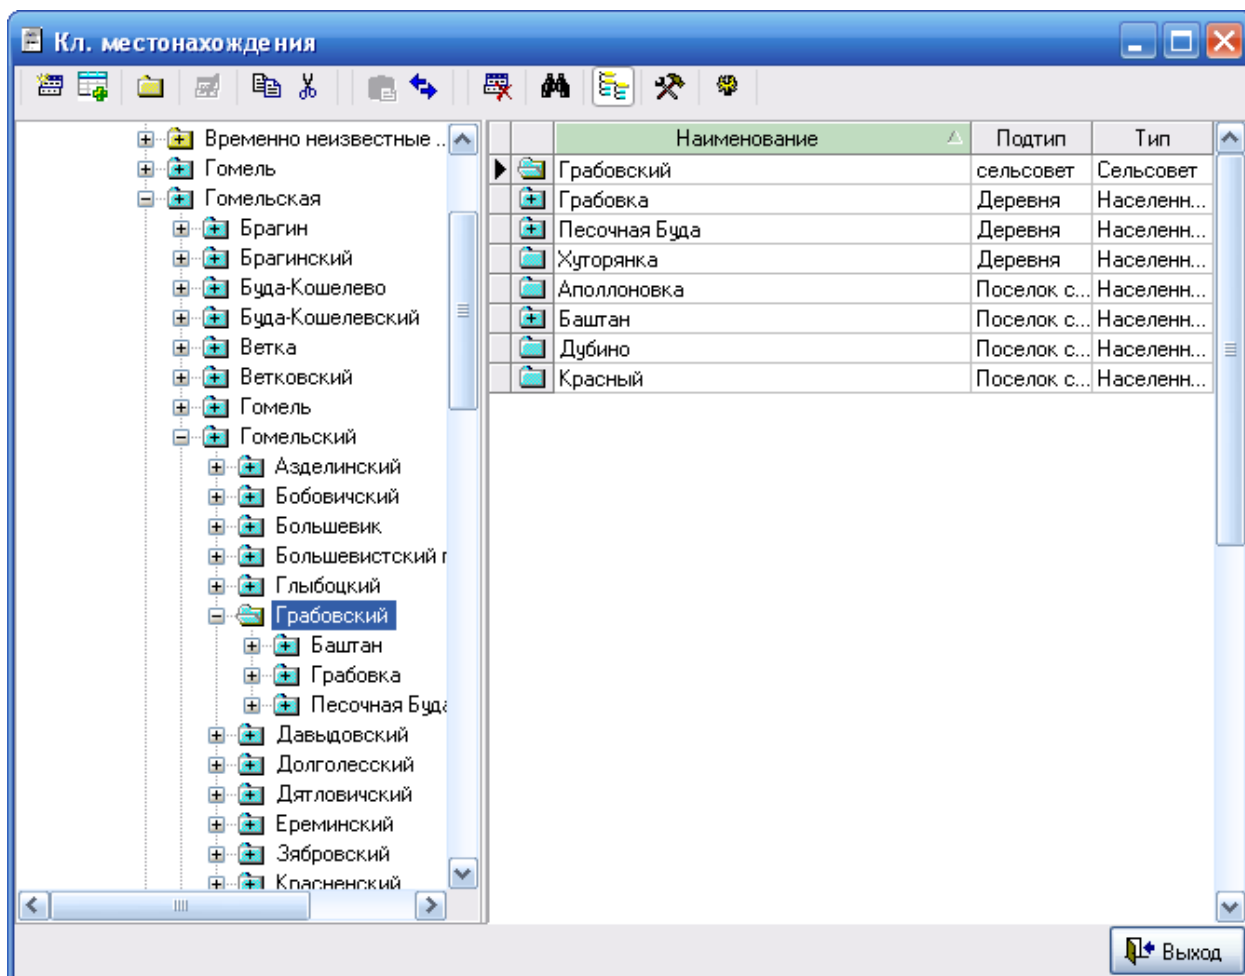 Кл. местонахождения
Временно неизвестные ..
Гомель
Гомельская
Брагин
Брагинский
Буда-Кошелево
Буда-Кошелевский
Ветка
Ветковский
Гомель
Гомельский
Азделинский
Бобовичский
Большевик
Большевистский г
Глыбоцкий
Грабовский
Баштан
Грабовка
Песочная Буда
Давыдовский
Долголесский
Дятловичский
Ереминский
Зябровский
Красненский
Наименование Подтип Тип
Грабовский сельсовет Сельсовет
Грабовка Деревня Населенн...
Песочная Буда Деревня Населенн...
Хуторянка Деревня Населенн...
Аполлоновка Поселок с... Населенн...
Баштан Поселок с... Населенн...
Дубино Поселок с... Населенн...
Красный Поселок с... Населенн...
Выход